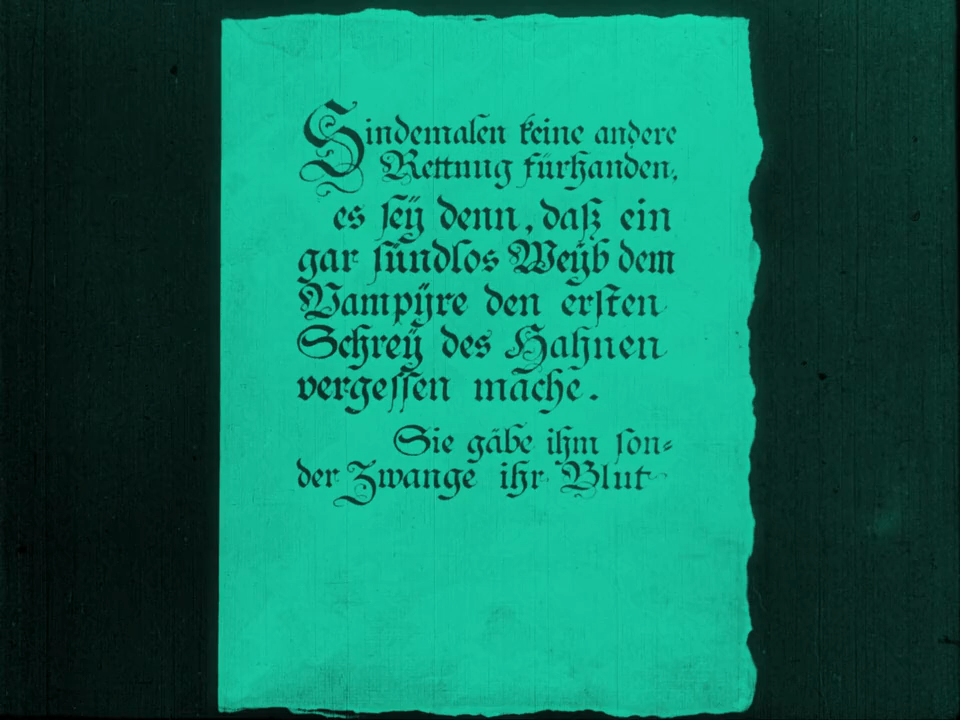 Sindemalen keine andere
Rettung fürhanden,
es ſeÿ denn, daſz ein
gar ſündlos Weÿb dem
Vampÿre den erſten
Schreÿ des Hahnen
vergeſſen mache.
Sie gäbe ihm ſon⸗
der Zwange ihr Blut